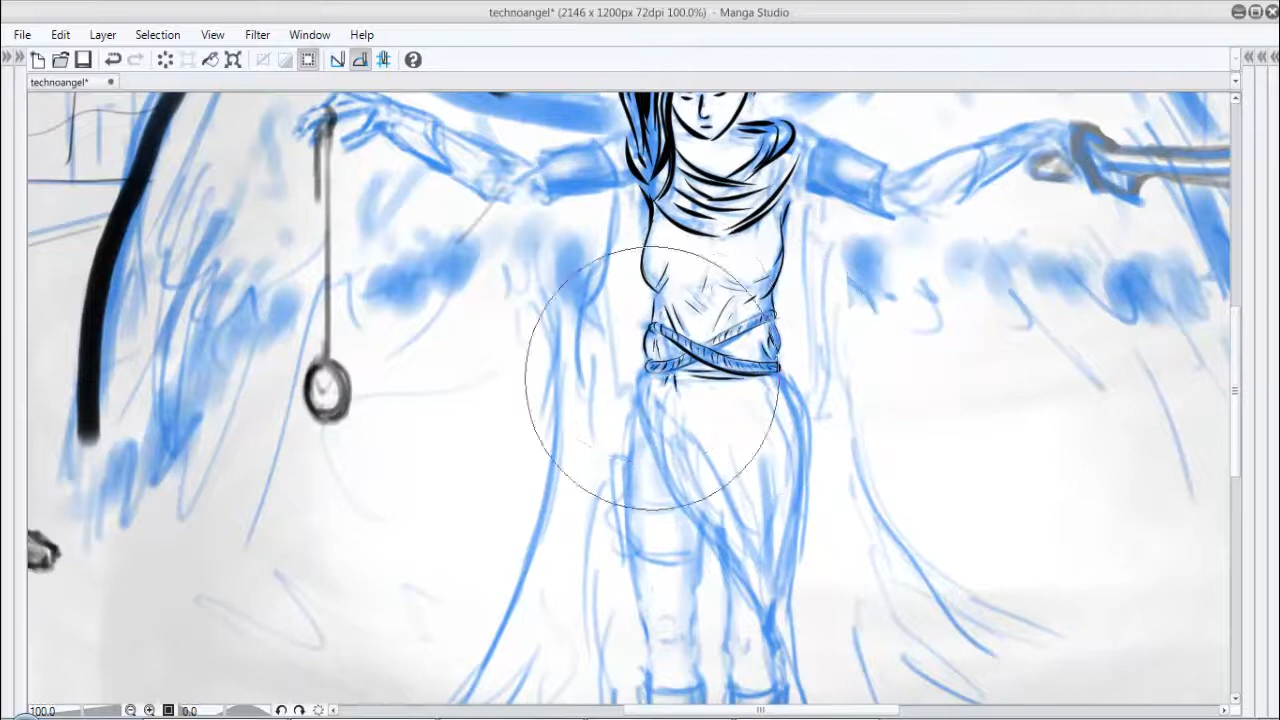 technoangel* (2146 x 1200px 72dpi 100.0%)  - Manga Studio
File Edit Layer Selection View Filter Window Help
technoangel*
100.0 0.0